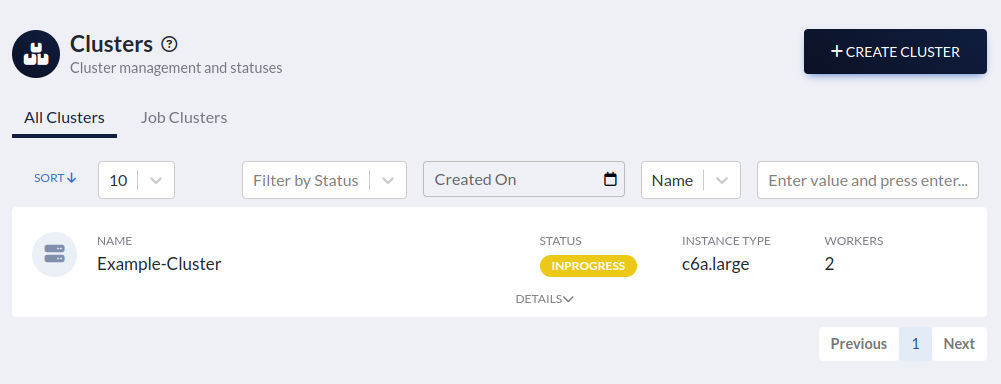 Clusters ?
Cluster management and statuses
+ CREATE CLUSTER
All Clusters Job Clusters
SORT 10 Filter by Status Created On Name Enter value and press enter...
NAME STATUS INSTANCE TYPE WORKERS
Example-Cluster INPROGRESS c6a.large 2
DETAILS
Previous 1 Next